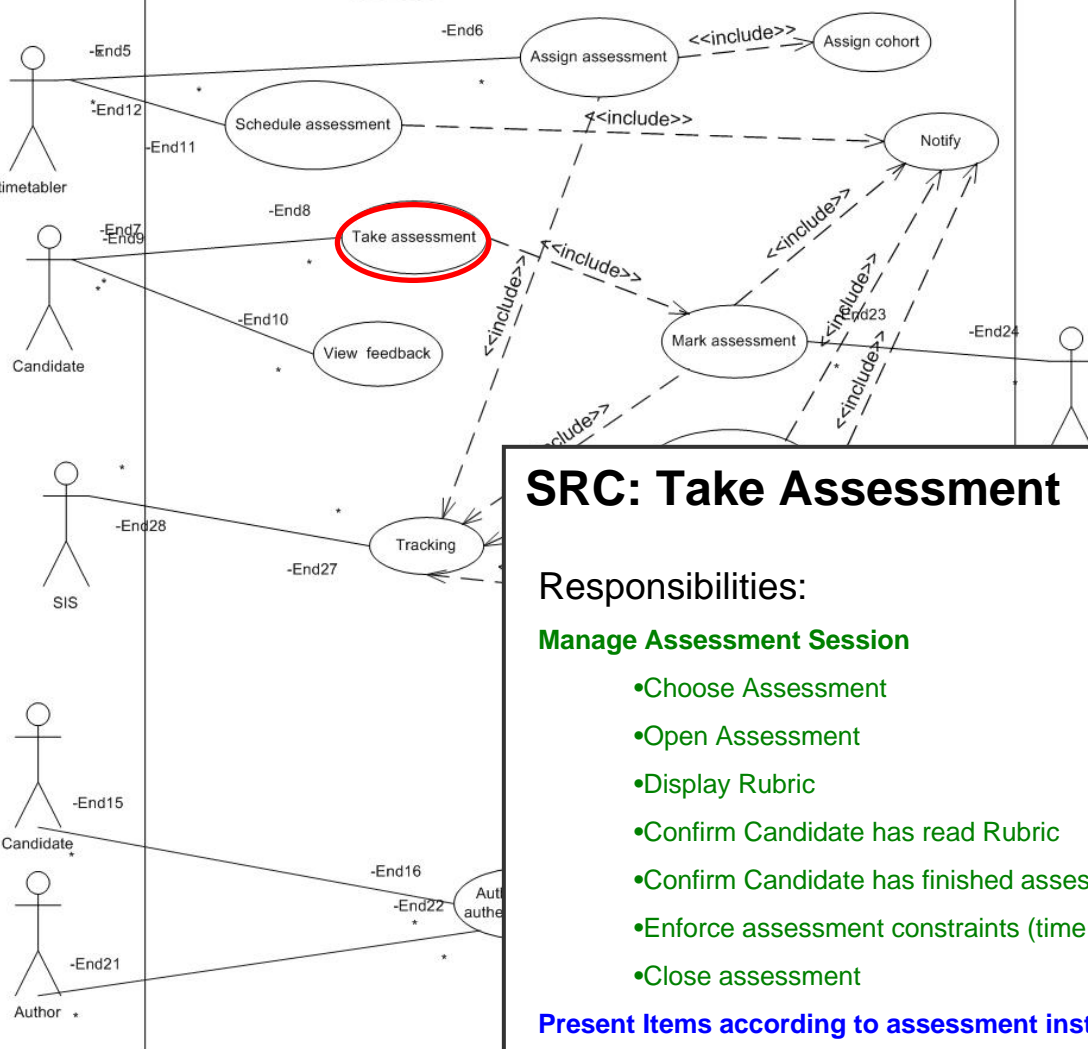 -End5
-End6
Assign assessment
<<include>>
Assign cohort
*
*
*
-End12
Schedule assessment
<<include>>
Notify
-End11
timetabler
-End7
-End9
-End8
Take assessment
<<include>>
<<include>>
<<include>>
*
**
-End10
View feedback
<<include>>
End23
Mark assessment
-End24
Candidate
*
*
*
<<include>>
*
*
-End28
Tracking
-End27
SIS
SRC: Take Assessment
Responsibilities:
Manage Assessment Session
•Choose Assessment
•Open Assessment
•Display Rubric
•Confirm Candidate has read Rubric
•Confirm Candidate has finished
•Enforce assessment constraints (time
•Close assessment
Present Items according to assessment
-End15
Candidate
*
-End16
-End22
*
*
-End21
Author
*